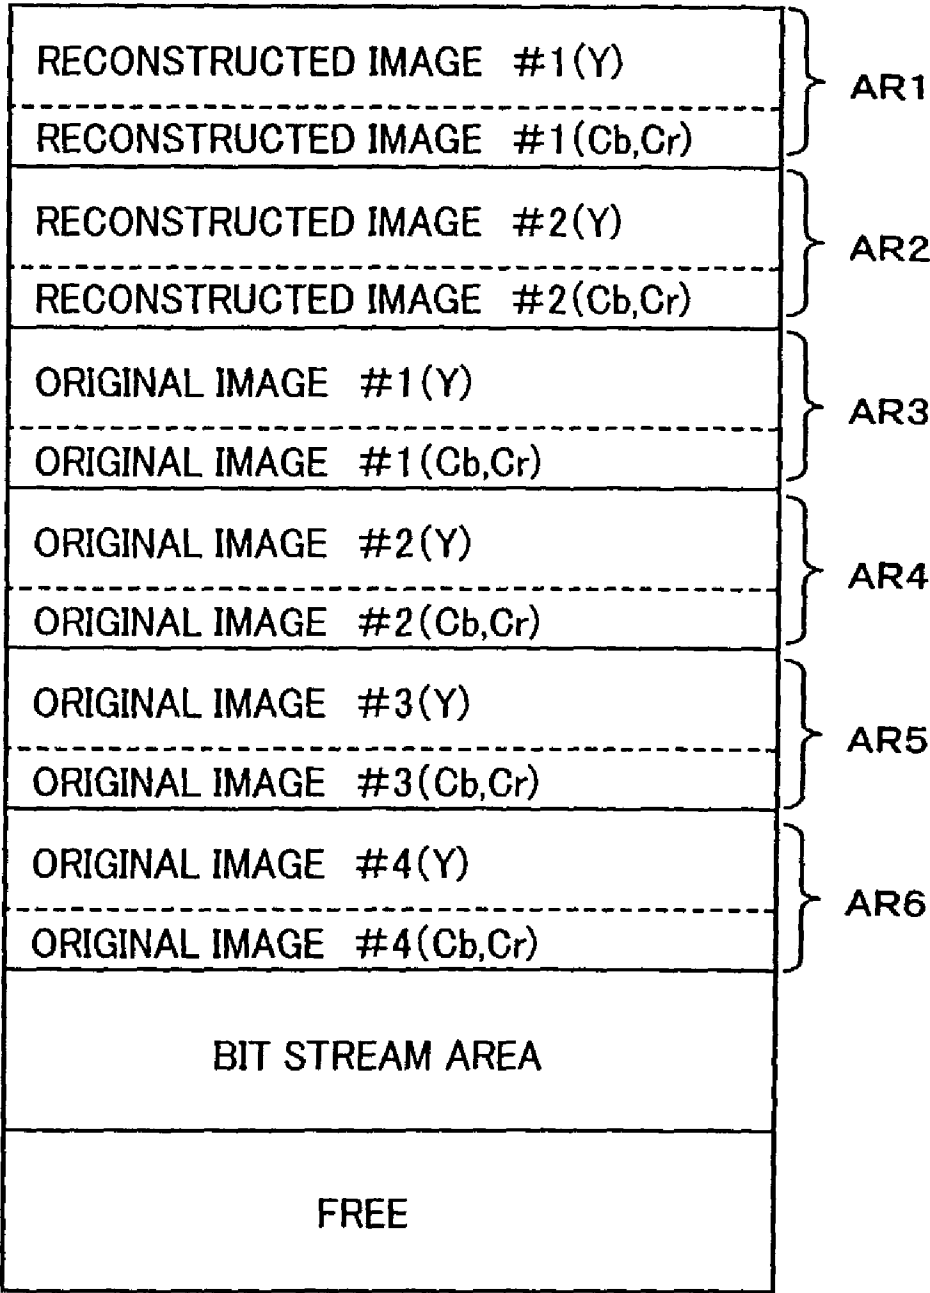 RECONSTRUCTED IMAGE #1(Y)
AR1
RECONSTRUCTED IMAGE #1(Cb,Cr)
RECONSTRUCTED IMAGE #2(Y)
AR2
RECONSTRUCTED IMAGE #2(Cb,Cr)
ORIGINAL IMAGE #1(Y)
AR3
ORIGINAL IMAGE #1(Cb,Cr)
ORIGINAL IMAGE #2(Y)
AR4
ORIGINAL IMAGE #2(Cb,Cr)
ORIGINAL IMAGE #3(Y)
AR5
ORIGINAL IMAGE #3(Cb,Cr)
ORIGINAL IMAGE #4(Y)
AR6
ORIGINAL IMAGE #4(Cb,Cr)
BIT STREAM AREA
FREE